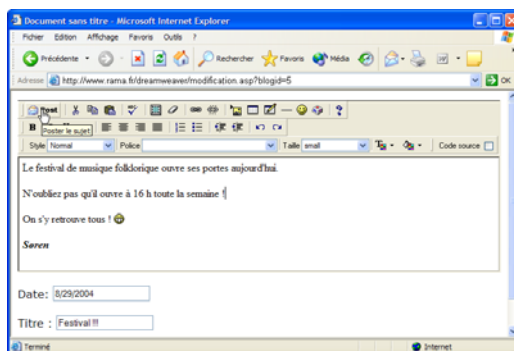 Document sans titre - Microsoft Internet Explorer
Fichier Edition Affichage Favoris Outils ?
Précédente Rechercher Favoris Média
Adresse http://www.rama.fr/dreamweaver/modification.asp?blogid=5 OK
Post
B
Poster le sujet
Style Normal Police Taille small Code source
Le festival de musique folklorique ouvre ses portes aujourd'hui.
N'oubliez pas qu'il ouvre à 16 h toute la semaine !
On s'y retrouve tous !
Søren
Date: 8/29/2004
Titre : Festival !!!
Terminé Internet